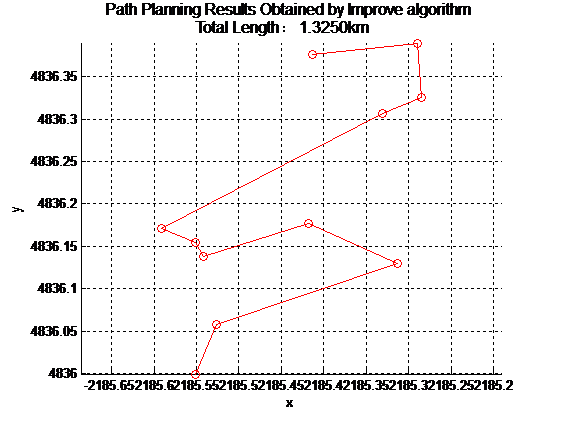 Path Planning Results Obtained by Improve algorithm
Total Length： 1.3250km
4836.35
4836.3
4836.25
4836.2
4836.15
4836.1
4836.05
4836
y
-2185.652185.62185.552185.52185.452185.42185.352185.32185.252185.2
x